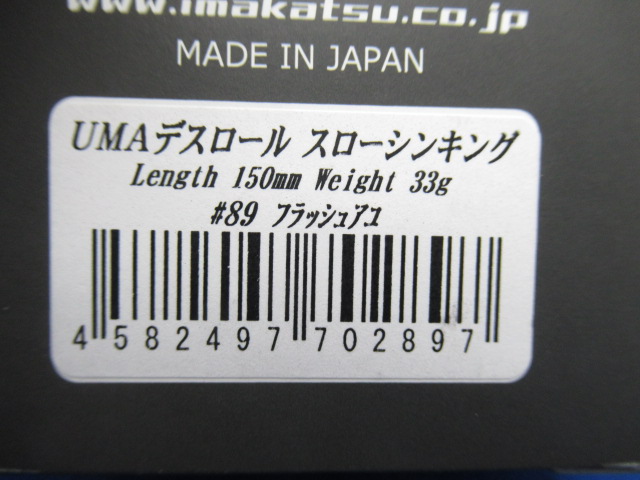 www.imakatsu.co.jp
MADE IN JAPAN
UMAデスロール スローシンキング
Length 150mm Weight 33g
#89 フラッシュアユ
4 582497 702897